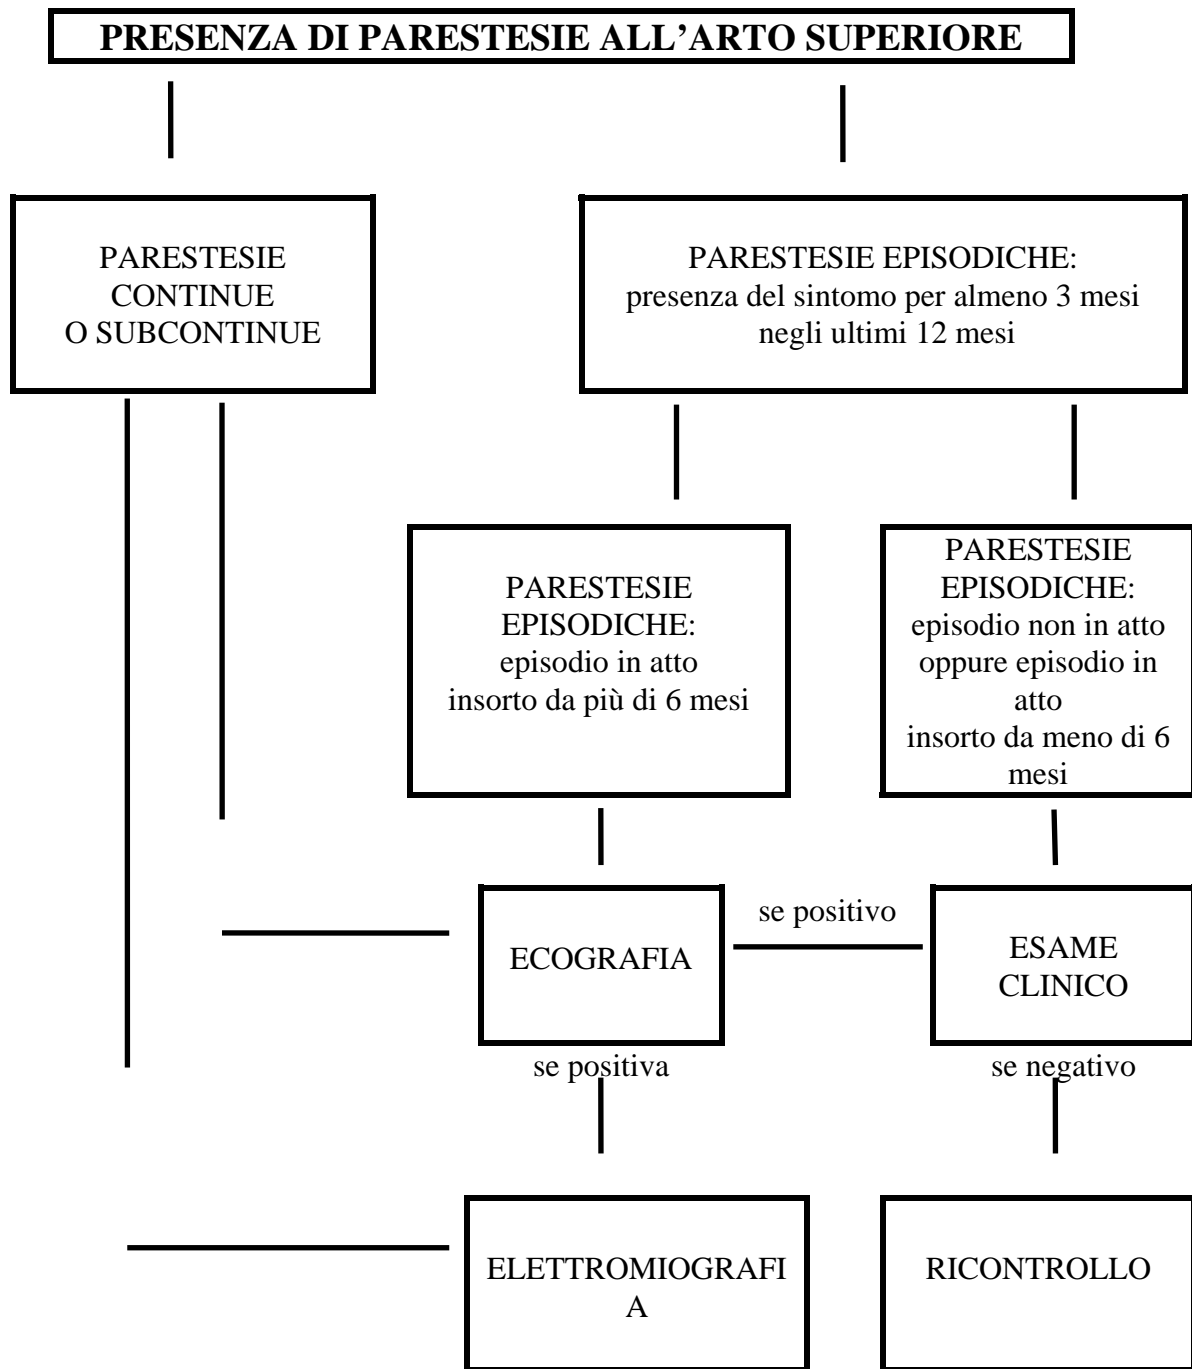 PRESENZA DI PARESTESIE ALL’ARTO SUPERIORE
PARESTESIE
CONTINUE
O SUBCONTINUE
PARESTESIE EPISODICHE:
presenza del sintomo per almeno 3 mesi
negli ultimi 12 mesi
PARESTESIE
EPISODICHE:
episodio in atto
insorto da più di 6 mesi
PARESTESIE
EPISODICHE:
episodio non in atto
oppure episodio in
atto
insorto da meno di 6
mesi
ECOGRAFIA
se positivo
ESAME
CLINICO
se positiva
se negativo
ELETTROMIOGRAFI
A
RICONTROLLO